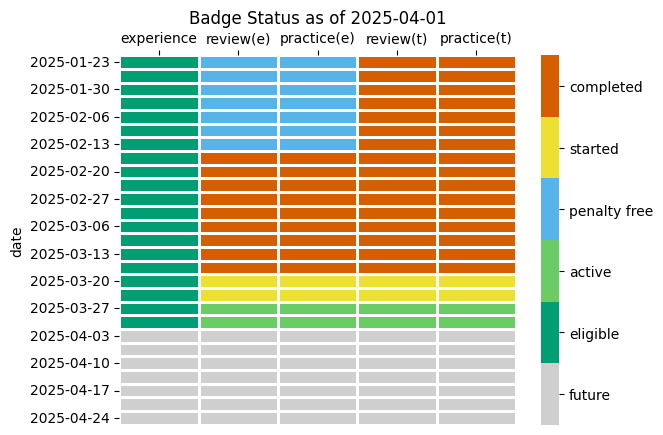 Badge Status as of 2025-04-01
experience review(e) practice(e) review(t) practice(t)
2025-01-23
2025-01-30
2025-02-06
2025-02-13
2025-02-20
2025-02-27
2025-03-06
2025-03-13
2025-03-20
2025-03-27
2025-04-03
2025-04-10
2025-04-17
2025-04-24
date
completed
started
penalty free
active
eligible
future